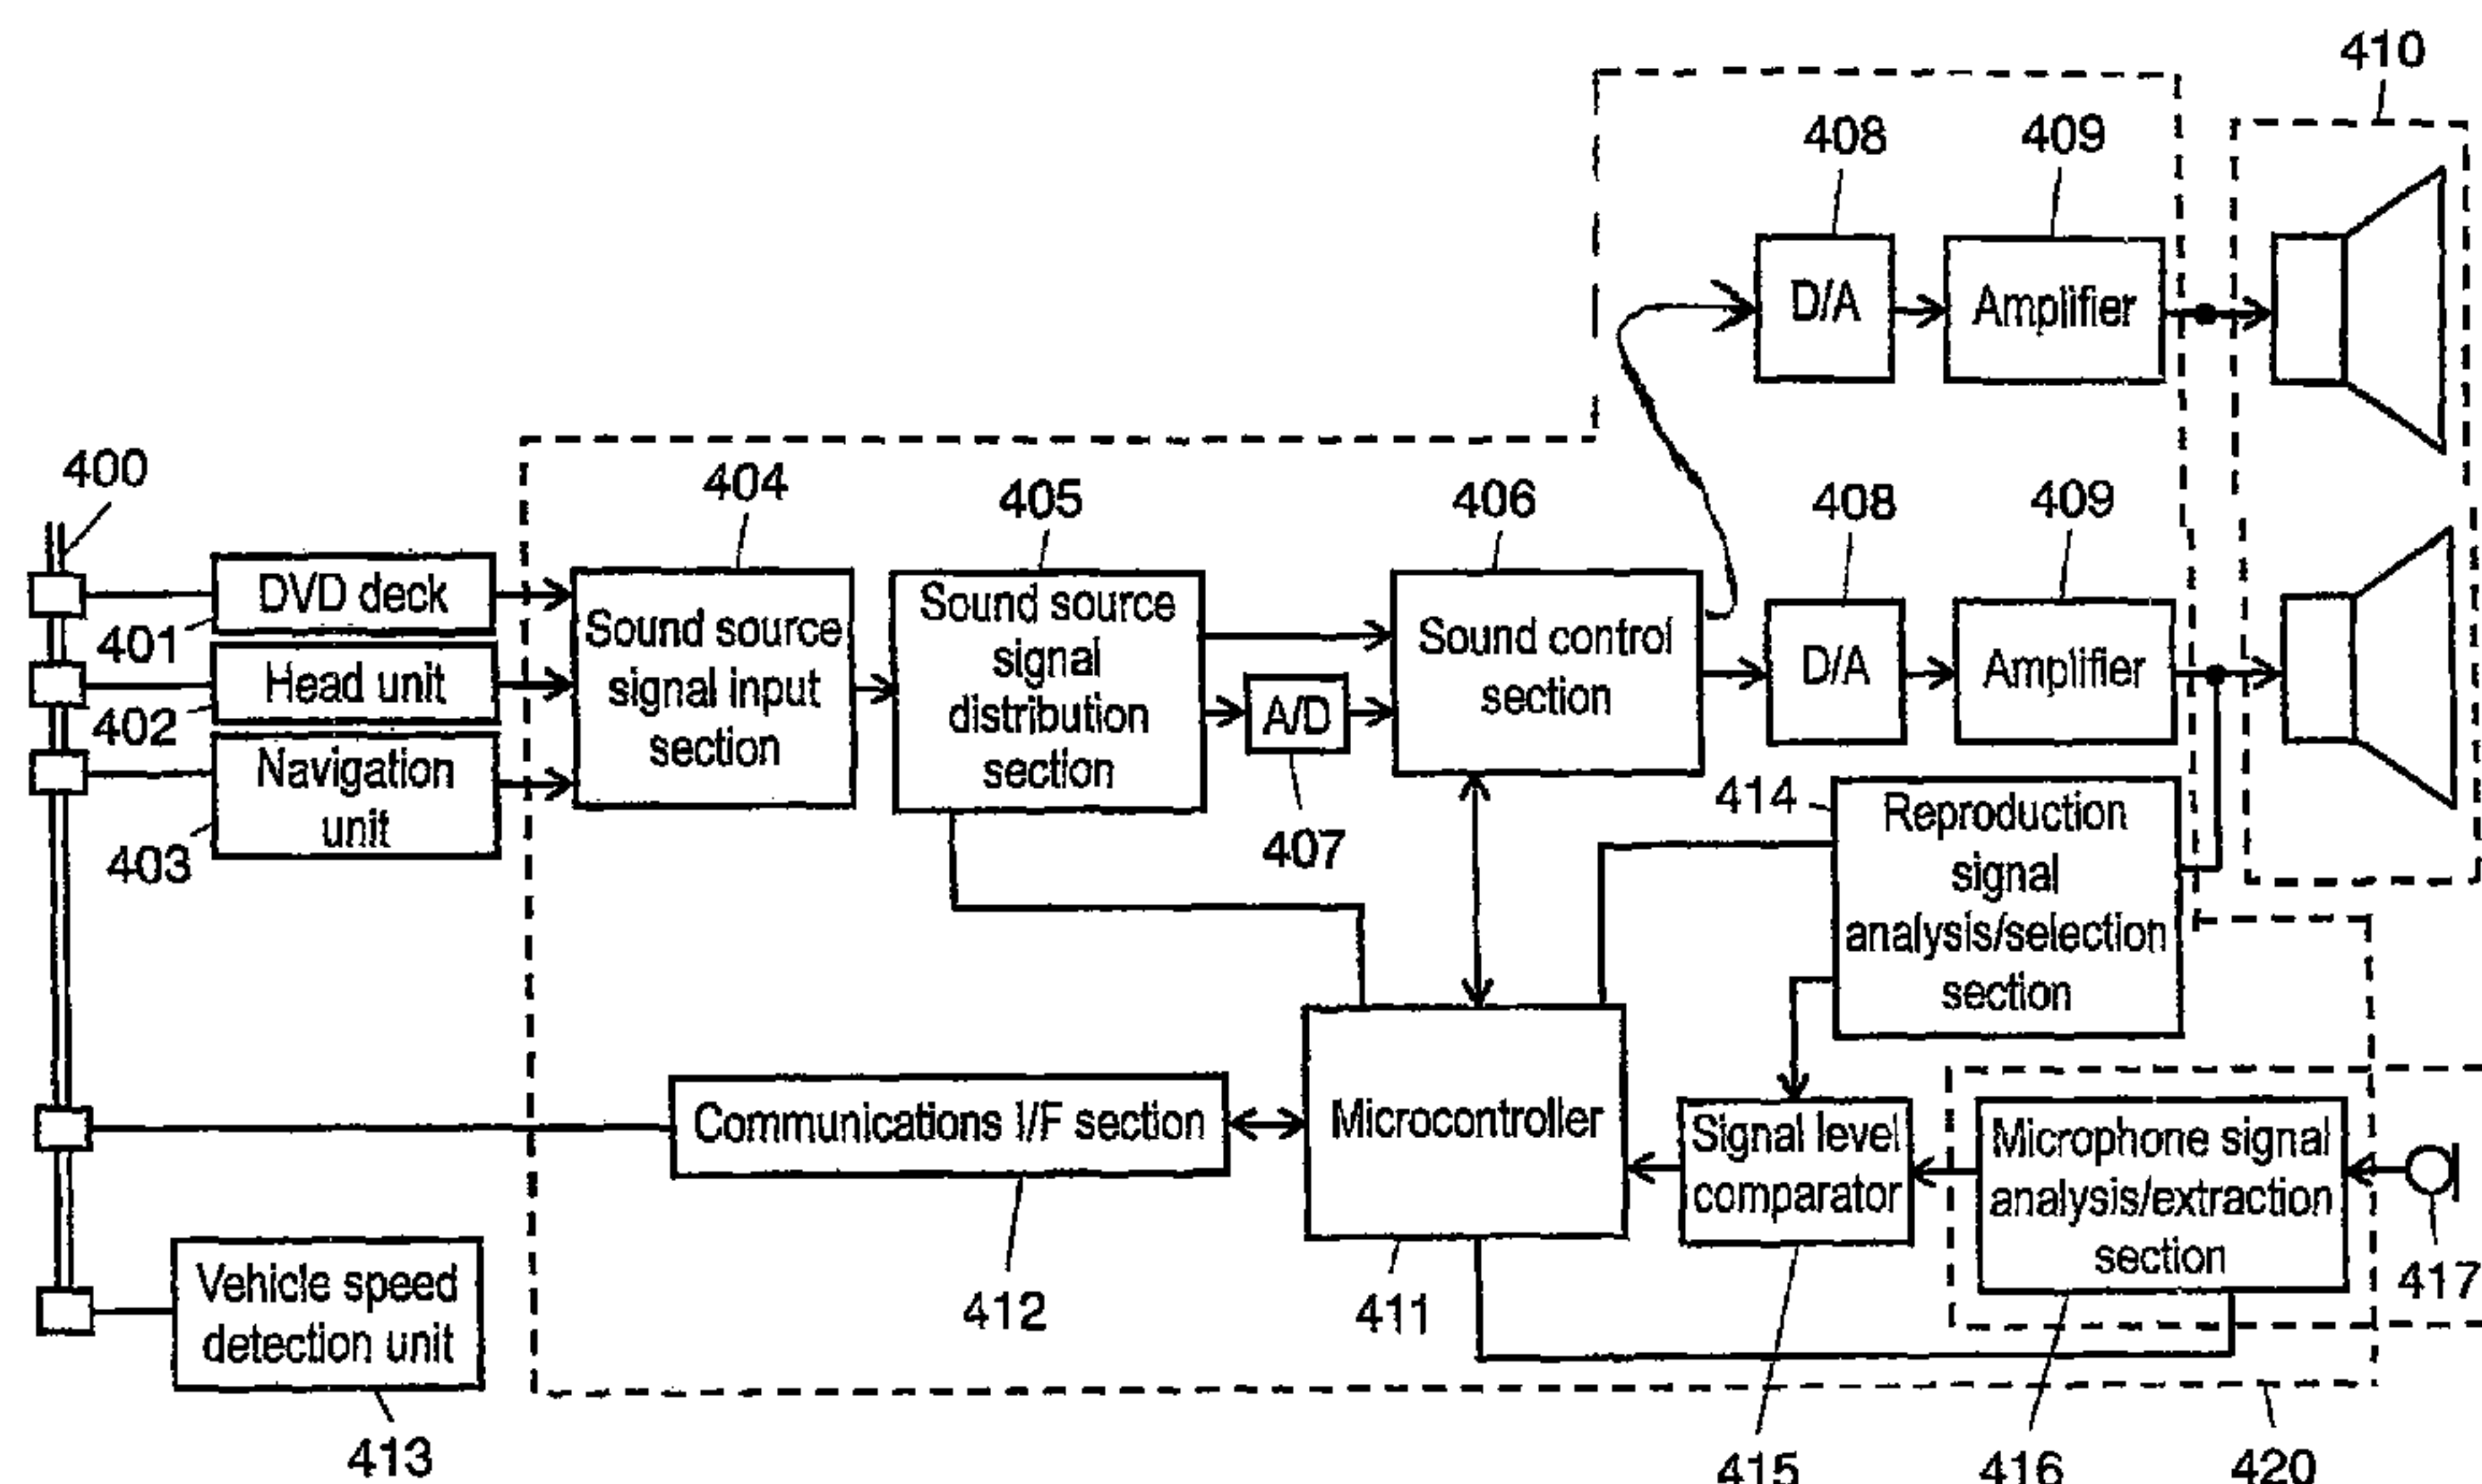 410
408
409
D/A
Amplifier
400
404
405
406
408
409
DVD deck
401
Sound source
signal input
section
Sound source
signal
distribution
section
Sound control
section
D/A
Amplifier
Head unit
402
A/D
Navigation
unit
403
407
414
Reproduction
signal
analysis/selection
section
Communications I/F section
412
Microcontroller
411
Signal level
comparator
Microphone signal
analysis/extraction
section
417
Vehicle speed
detection unit
413
415
416
420